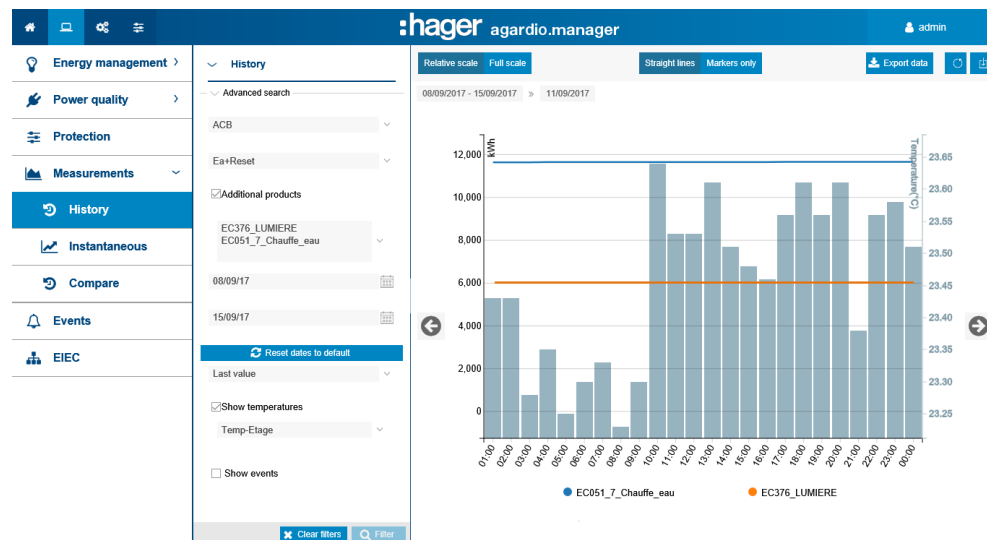 :hager agardio.manager
admin
Energy management
Power quality
Protection
Measurements
History
Instantaneous
Compare
Events
EIEC
History
Advanced search
ACB
Ea+Reset
Additional products
EC376_LUMIERE
EC051_7_Chauffe_eau
08/09/17
15/09/17
Reset dates to default
Last value
Show temperatures
Temp-Etage
Show events
Clear filters Filter
Relative scale Full scale
Straight lines Markers only
Export data
08/09/2017 - 15/09/2017 » 11/09/2017
kWh
12,000
10,000
8,000
6,000
4,000
2,000
0
Temperature(°C)
23.65
23.60
23.55
23.50
23.45
23.40
23.35
23.30
23.25
01:00 02:00 03:00 04:00 05:00 06:00 07:00 08:00 09:00 10:00 11:00 12:00 13:00 14:00 15:00 16:00 17:00 18:00 19:00 20:00 21:00 22:00 23:00 00:00
EC051_7_Chauffe_eau EC376_LUMIERE